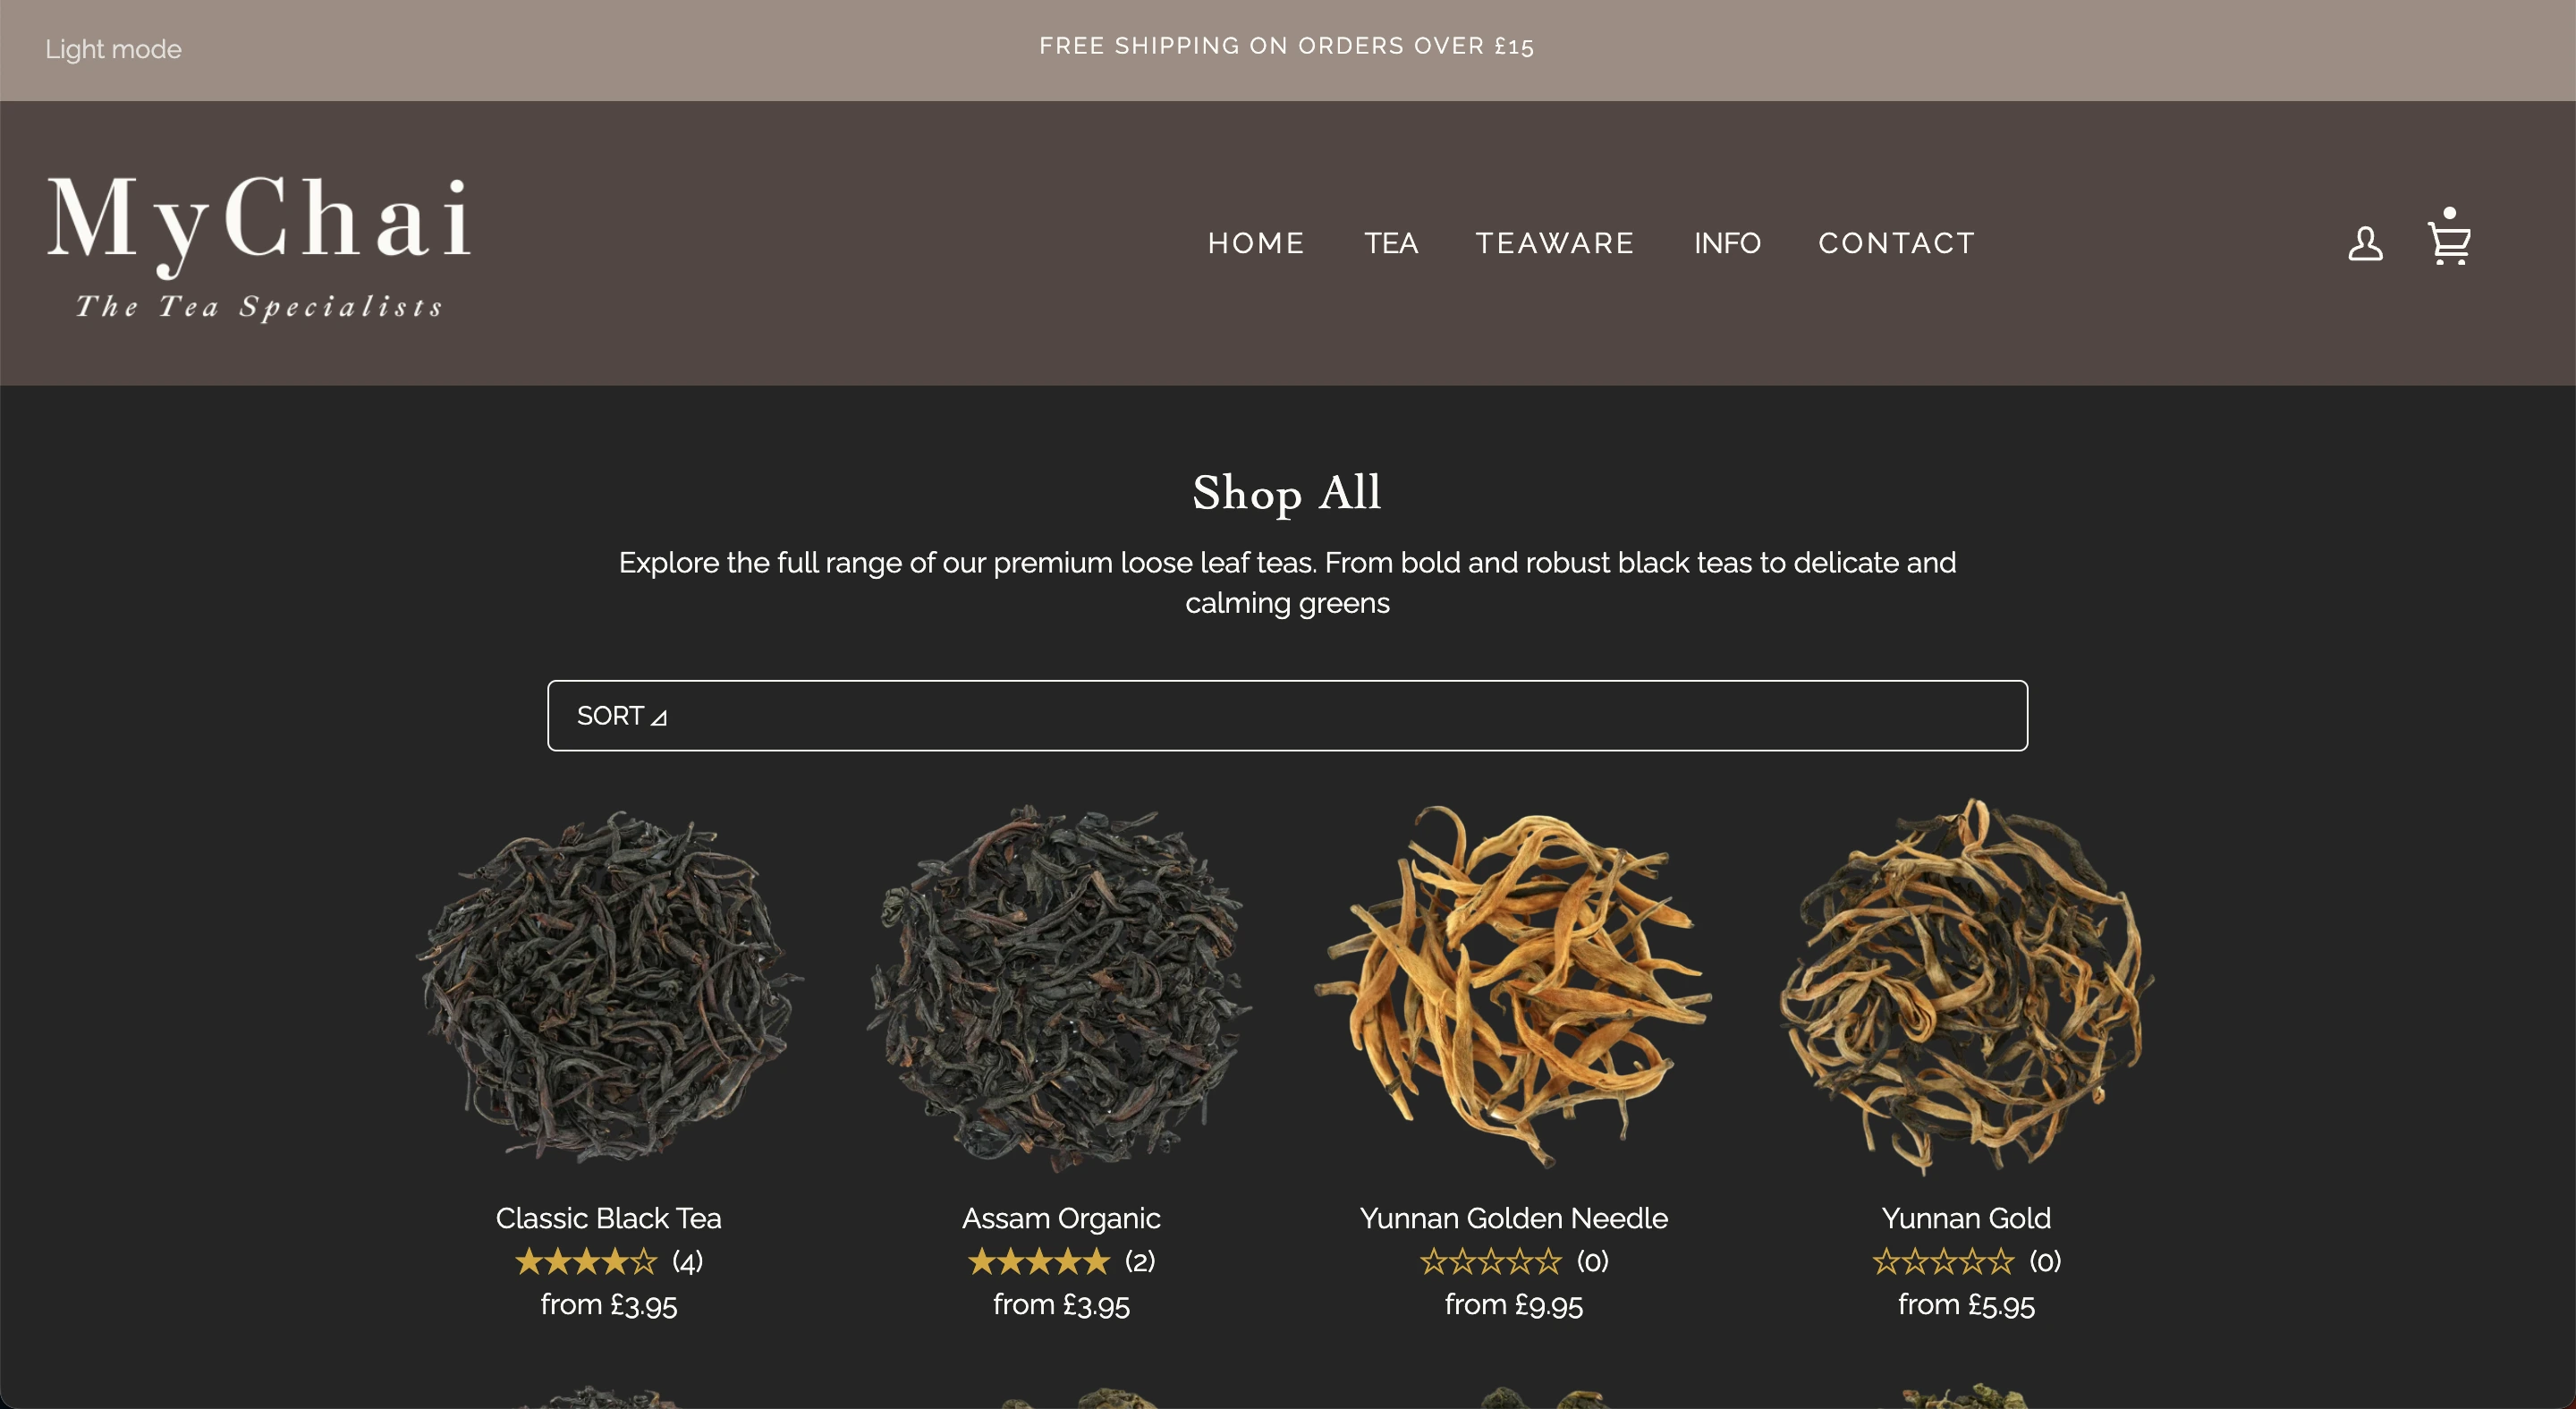 Light mode
FREE SHIPPING ON ORDERS OVER £15
MyChai
The Tea Specialists
HOME TEA TEAWARE INFO CONTACT
Shop All
Explore the full range of our premium loose leaf teas. From bold and robust black teas to delicate and
calming greens
SORT
Classic Black Tea
★★★★☆ (4)
from £3.95
Assam Organic
★★★★★ (2)
from £3.95
Yunnan Golden Needle
☆☆☆☆☆ (0)
from £9.95
Yunnan Gold
☆☆☆☆☆ (0)
from £5.95